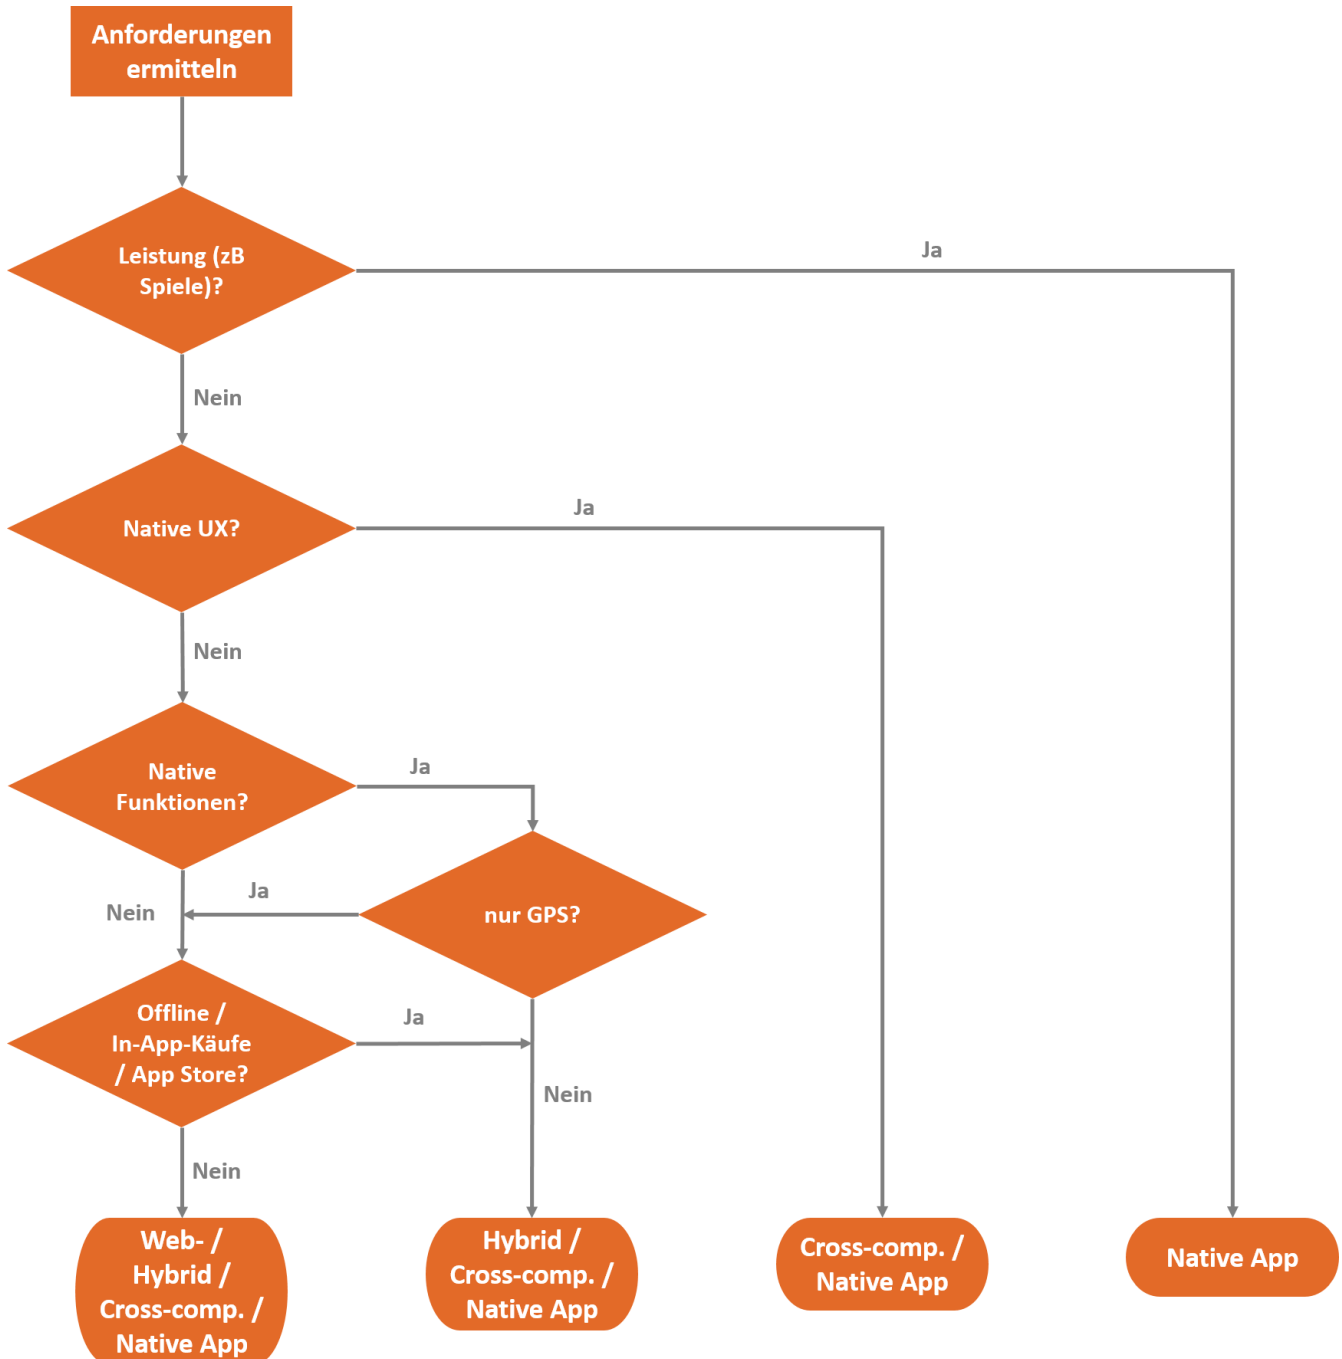 Anforderungen
ermitteln
Leistung (zB
Spiele)?
Ja
Nein
Native UX?
Ja
Nein
Native
Funktionen?
Ja
Nein
Ja
nur GPS?
Offline /
In-App-Käufe
/ App Store?
Ja
Nein
Nein
Web- /
Hybrid /
Cross-comp. /
Native App
Hybrid /
Cross-comp. /
Native App
Cross-comp. /
Native App
Native App